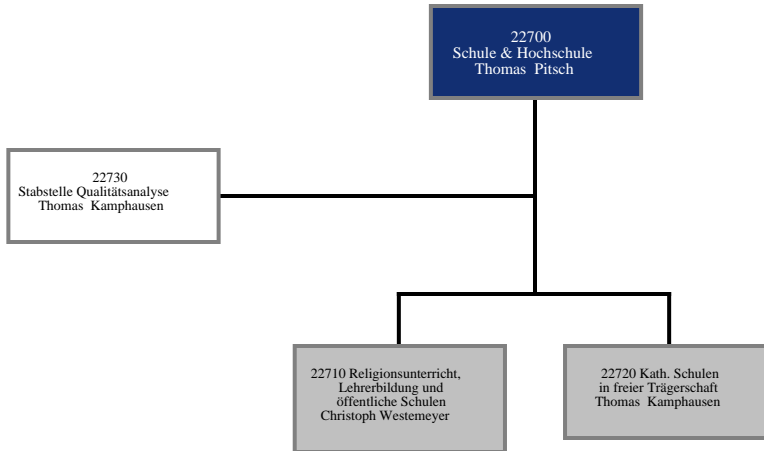 22700
Schule & Hochschule
Thomas Pitsch
22730
Stabstelle Qualitätsanalyse
Thomas Kamphausen
22710 Religionsunterricht,
Lehrerbildung und
öffentliche Schulen
Christoph Westemeyer
22720 Kath. Schulen
in freier Trägerschaft
Thomas Kamphausen